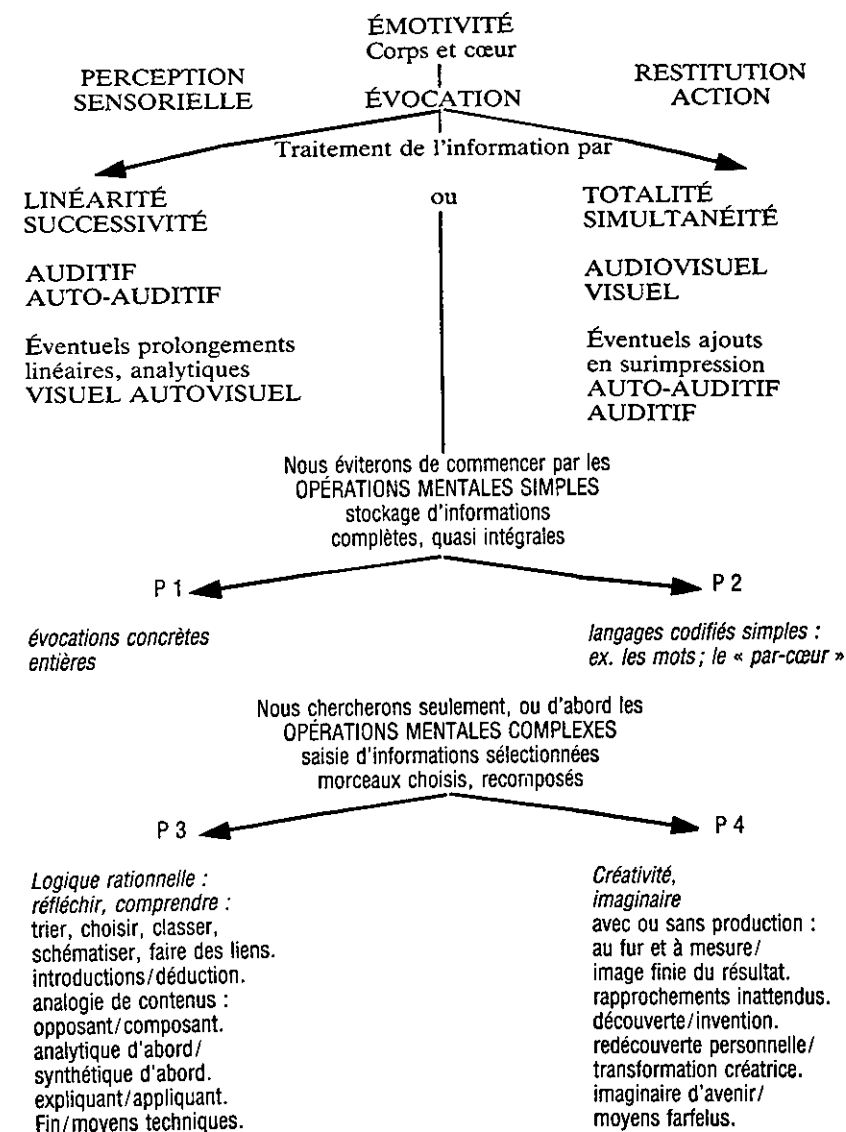 ÉMOTIVITÉ
Corps et cœur
PERCEPTION
SENSORIELLE
ÉVOCATION
RESTITUTION
ACTION
Traitement de l'information par
LINÉARITÉ
SUCCESSIVITÉ
AUDITIF
AUTO-AUDITIF
Éventuels prolongements
linéaires, analytiques
VISUEL AUTOVISUEL
ou
TOTALITÉ
SIMULTANÉITÉ
AUDIOVISUEL
VISUEL
Éventuels ajouts
en surimpression
AUTO-AUDITIF
AUDITIF
Nous éviterons de commencer par les
OPÉRATIONS MENTALES SIMPLES
stockage d'informations
complètes, quasi intégrales
P 1
évocations concrètes
entières
P 2
langages codifiés simples :
ex. les mots ; le « par-cœur »
Nous chercherons seulement, ou d'abord les
OPÉRATIONS MENTALES COMPLEXES
saisie d'informations sélectionnées
morceaux choisis, recomposés
P 3
Logique rationnelle :
réfléchir, comprendre :
trier, choisir, classer,
schématiser, faire des liens.
introductions/déduction.
analogie de contenus :
opposant/composant.
analytique d'abord/
synthétique d'abord.
expliquant/appliquant.
Fin/moyens techniques.
P 4
Créativité,
imaginaire
avec ou sans production :
au fur et à mesure/
image finie du résultat.
rapprochements inattendus.
découverte/invention.
redécouverte personnelle/
transformation créatrice.
imaginaire d'avenir/
moyens farfelus.